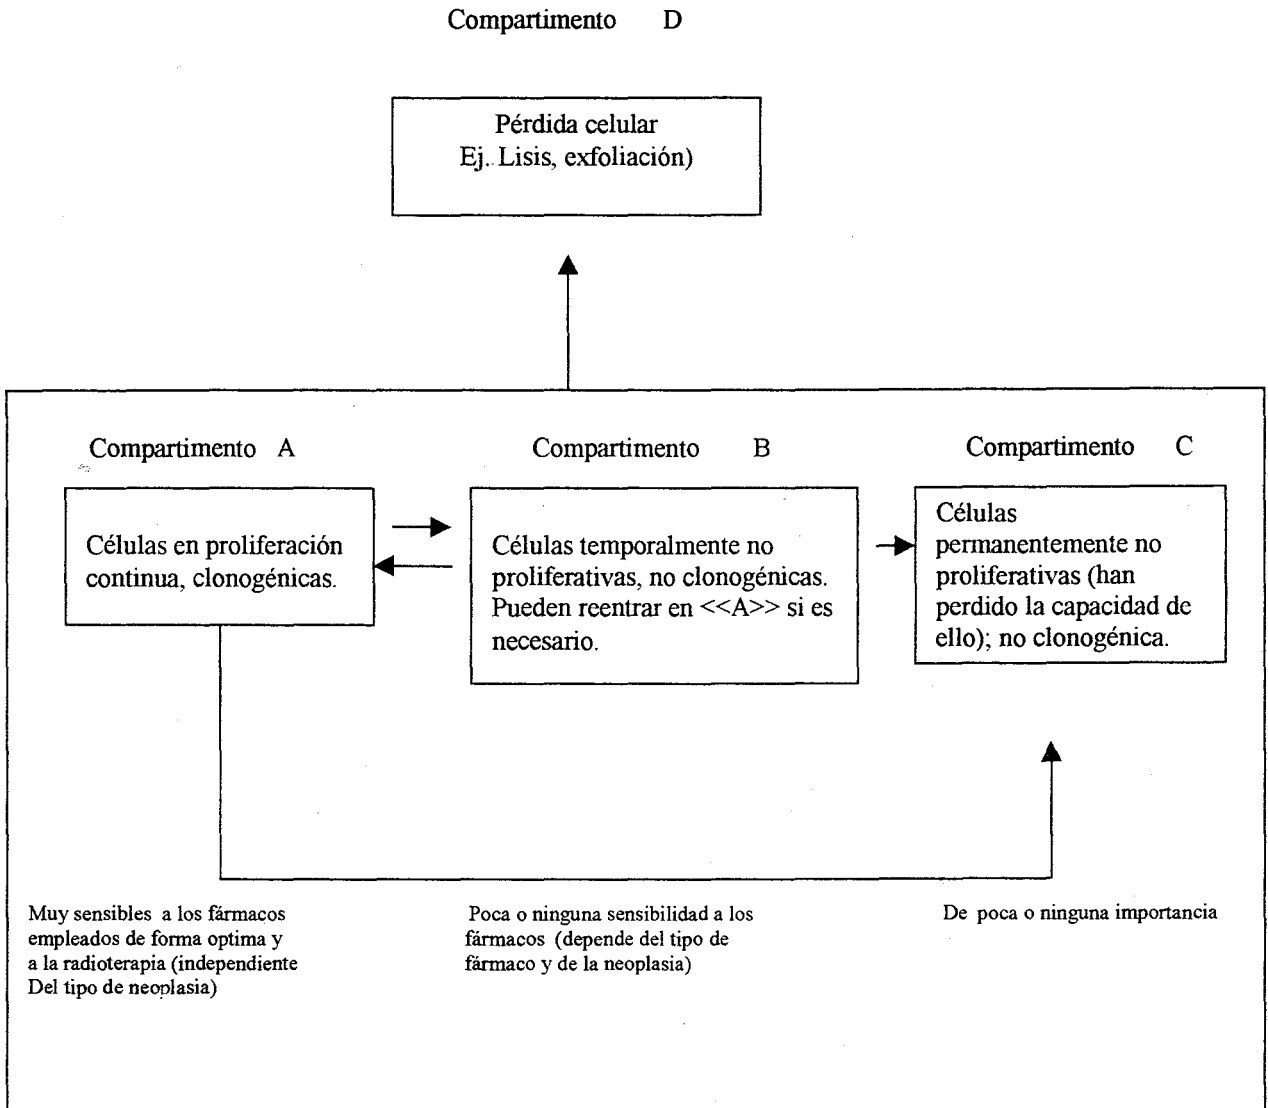 Compartimento D
Pérdida celular
Ej. Lisis, exfoliación)
Compartimento A
Células en proliferación
continua, clonogénicas.
Compartimento B
Células temporalmente no
proliferativas, no clonogénicas.
Pueden reentrar en <<A>> si es
necesario.
Compartimento C
Células
permanentemente no
proliferativas (han
perdido la capacidad de
ello); no clonogénica.
Muy sensibles a los fármacos
empleados de forma optima y
a la radioterapia (independiente
Del tipo de neoplasia)
Poca o ninguna sensibilidad a los
fármacos (depende del tipo de
fármaco y de la neoplasia)
De poca o ninguna importancia